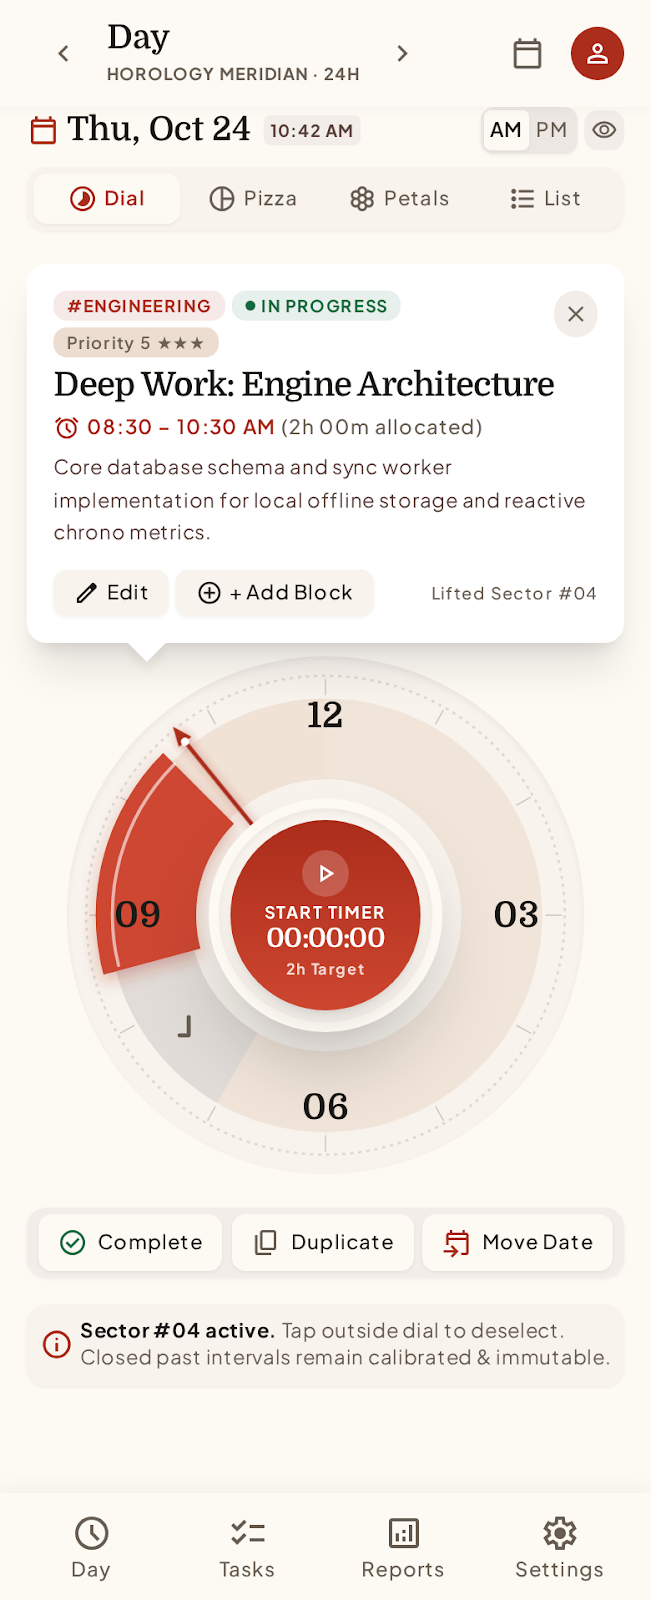 Day
HOROLOGY MERIDIAN · 24H
Thu, Oct 24 10:42 AM AM PM
Dial Pizza Petals List
#ENGINEERING ● IN PROGRESS
Priority 5 ★★★
Deep Work: Engine Architecture
08:30 – 10:30 AM (2h 00m allocated)
Core database schema and sync worker
implementation for local offline storage and reactive
chrono metrics.
Edit + Add Block Lifted Sector #04
12
09
03
START TIMER
00:00:00
2h Target
06
Complete Duplicate Move Date
Sector #04 active. Tap outside dial to deselect.
Closed past intervals remain calibrated & immutable.
Day Tasks Reports Settings